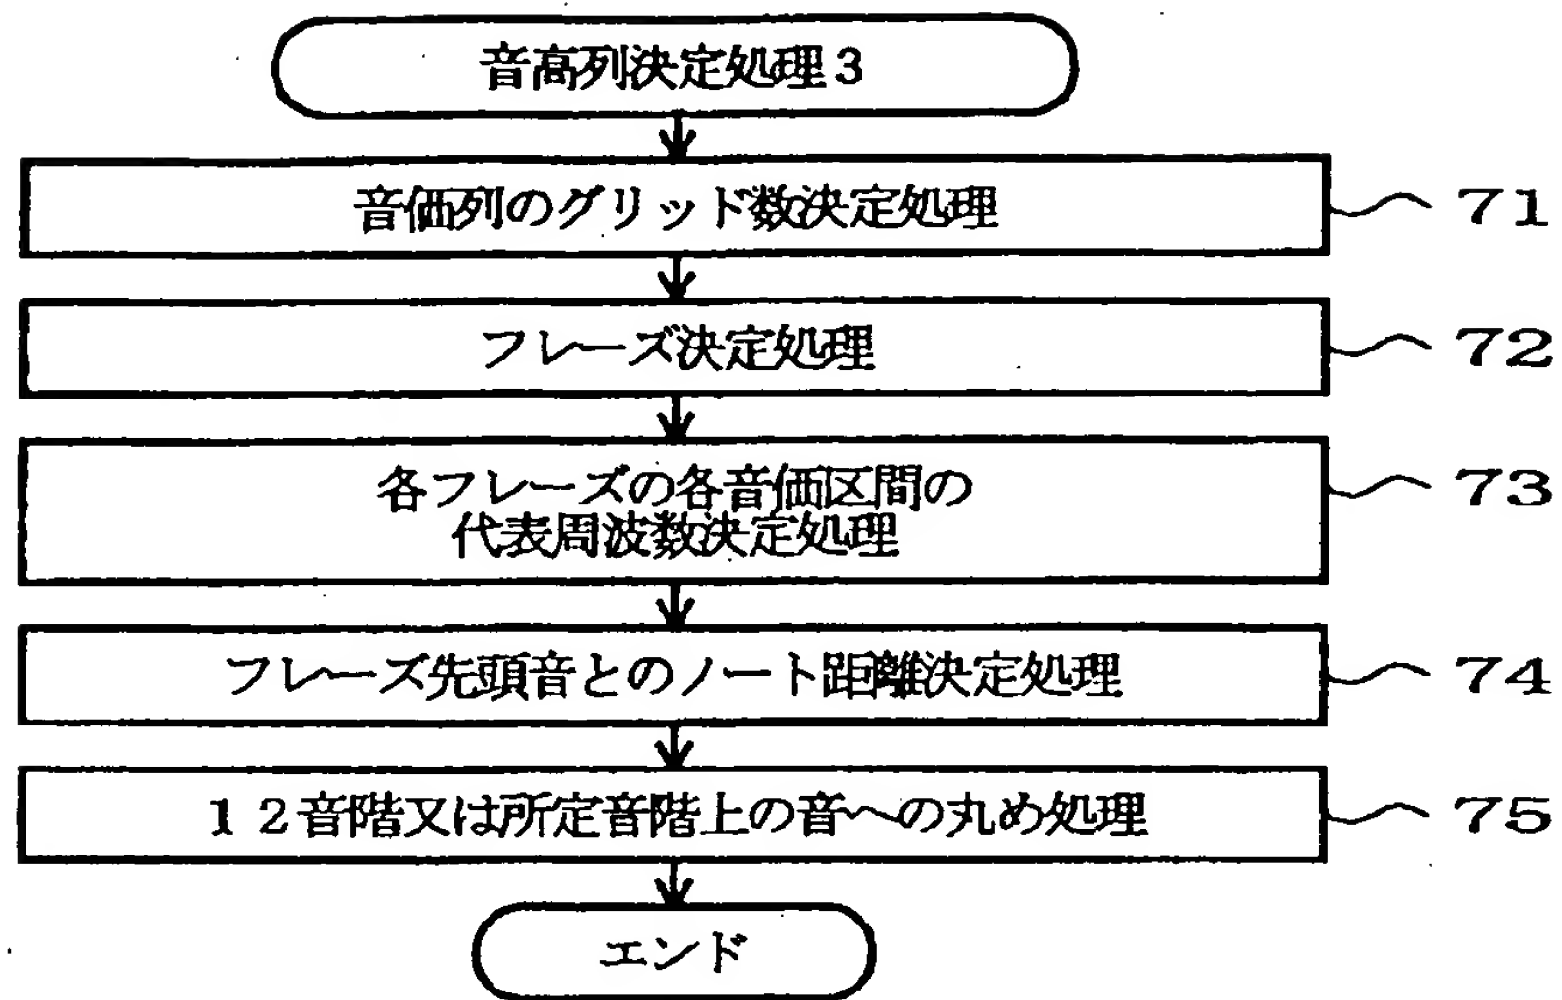 音高列決定処理3
音価列のグリッド数決定処理
71
フレーズ決定処理
72
各フレーズの各音価区間の
代表周波数決定処理
73
フレーズ先頭音とのノート距離決定処理
74
12音階又は所定音階上の音への丸め処理
75
エンド